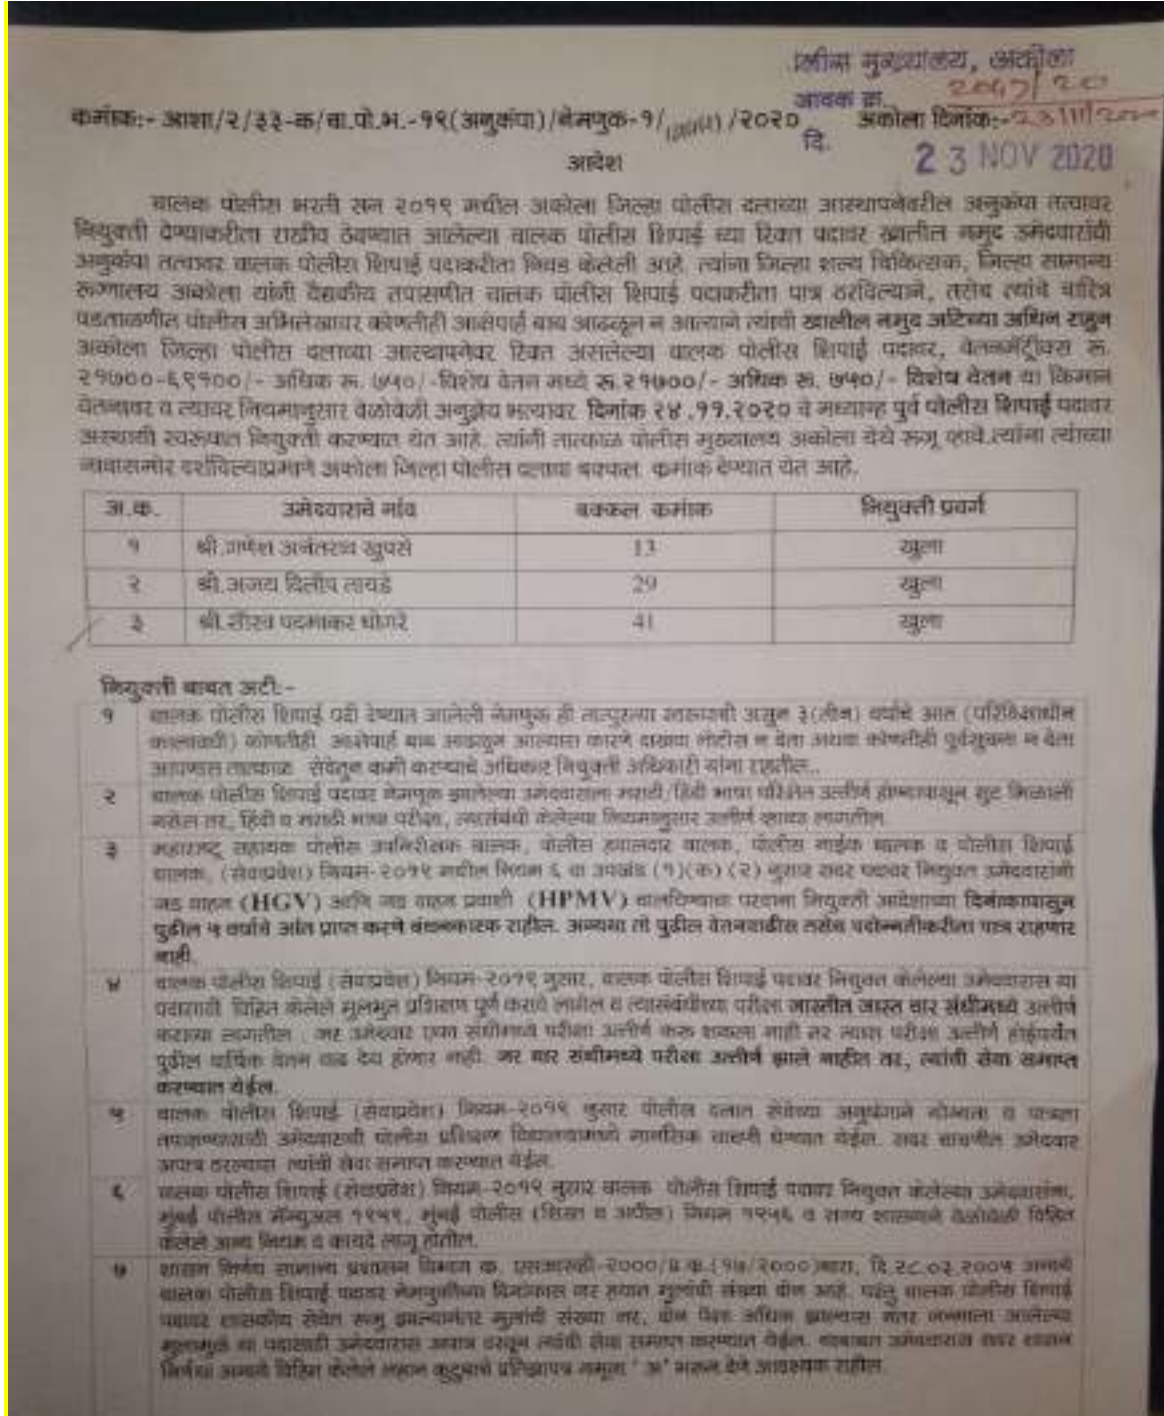 पोलीस मुख्यालय, अकोला
आवक क्र. 2047/20
कमांक:- आशा/२/३३-क/चा.पो.भ.-१९(अनुकंपा)/नेमणुक-१/ /२०२० अकोला दिनांक:-23/11/20
दि. 23 NOV 2020
आदेश
चालक पोलीस भरती सन २०१९ मधील अकोला जिल्हा पोलीस दलाच्या आस्थापनेवरील अनुकंपा तत्वावर
नियुक्ती देण्याकरीता राखीव ठेवण्यात आलेल्या चालक पोलीस शिपाई च्या रिक्त पदावर खालील नमुद उमेदवारांची
अनुकंपा तत्वावर चालक पोलीस शिपाई पदाकरीता निवड केलेली आहे. त्यांना जिल्हा शल्य चिकित्सक, जिल्हा सामान्य
रूग्णालय अकोला यांनी वैद्यकीय तपासणीत चालक पोलीस शिपाई पदाकरीता पात्र ठरविल्याने, तसेच त्यांचे चारित्र
पडताळणीत पोलीस अभिलेखावर कोणतीही आक्षेपार्ह बाब आढळून न आल्याने त्यांची खालील नमुद अटिच्या अधिन राहुन
अकोला जिल्हा पोलीस दलाच्या आस्थापनेवर रिक्त असलेल्या चालक पोलीस शिपाई पदावर, वेतनमॅट्रीक्स रू.
२१७००-६९१००/- अधिक रू. ७५०/-विशेष वेतन मध्ये रू.२१७००/- अधिक रू. ७५०/- विशेष वेतन या किमान
वेतनावर व त्यावर नियमानुसार वेळोवेळी अनुज्ञेय भत्यावर दिनांक २४.११.२०२० चे मध्यान्ह पुर्व पोलीस शिपाई पदावर
अस्थायी स्वरूपात नियुक्ती करण्यात येत आहे. त्यांनी तात्काळ पोलीस मुख्यालय अकोला येथे रूजू व्हावे.त्यांना त्यांच्या
नावासमोर दर्शविल्याप्रमाणे अकोला जिल्हा पोलीस दलाचा बक्कल कमांक देण्यात येत आहे.
अ.क. उमेदवाराचे नांव बक्कल कमांक नियुक्ती प्रवर्ग
१ श्री.गणेश अनंतराव खुपसे 13 खुला
२ श्री.अजय दिलीप तायडे 29 खुला
३ श्री.सौरव पदमाकर घोगरे 41 खुला
नियुक्ती बाबत अटी:-
१ चालक पोलीस शिपाई पदी देण्यात आलेली नेमणुक ही तात्पुरत्या स्वरूपाची असुन ३(तीन) वर्षाचे आत (परिविक्षाधीन
कालावधी) कोणतीही आक्षेपार्ह बाब आढळुन आल्यास कारणे दाखवा नोटीस न देता अथवा कोणतीही पुर्वसुचना न देता
आपणास तात्काळ सेवेतुन कमी करण्याचे अधिकार नियुक्ती अधिकारी यांना राहतील..
२ चालक पोलीस शिपाई पदावर नेमणूक झालेल्या उमेदवाराला मराठी/हिंदी भाषा परिक्षेत उत्तीर्ण होण्यापासून सुट मिळाली
नसेल तर, हिंदी व मराठी भाषा परीक्षा, त्यासंबंधी केलेल्या नियमानुसार उत्तीर्ण व्हाव्या लागतील
३ महाराष्ट्र सहायक पोलीस उपनिरीक्षक चालक, पोलीस हवालदार चालक, पोलीस नाईक चालक व पोलीस शिपाई
चालक, (सेवाप्रवेश) नियम-२०१९ मधील नियम ६ चा उपखंड (१)(क)(२) नुसार सदर पदावर नियुक्त उमेदवारांनी
जड वाहन (HGV) आणि जड वाहन प्रवाशी (HPMV) चालविण्याचा परवाना नियुक्ती आदेशाच्या दिनांकापासुन
पुढील ५ वर्षाचे आंत प्राप्त करणे बंधनकारक राहील. अन्यथा तो पुढील वेतनवाढीस तसेच पदोन्नतीकरीता पात्र राहणार
नाही.
४ चालक पोलीस शिपाई (सेवाप्रवेश) नियम-२०१९ नुसार, चालक पोलीस शिपाई पदावर नियुक्त केलेल्या उमेदवारास या
पदासाठी विहित केलेले मुलभुत प्रशिक्षण पुर्ण करावे लागेल व त्यासंबंधीच्या परीक्षा जास्तीत जास्त चार संधीमध्ये उत्तीर्ण
कराव्या लागतील. जर उमेदवार एका संधीमध्ये परीक्षा उत्तीर्ण करू शकला नाही तर त्यास परीक्षा उत्तीर्ण होईपर्यंत
पुढील वार्षिक वेतन वाढ देय होणार नाही. जर चार संधीमध्ये परीक्षा उत्तीर्ण झाले नाहीत तर, त्यांची सेवा समाप्त
करण्यात येईल.
५ चालक पोलीस शिपाई (सेवाप्रवेश) नियम-२०१९ नुसार पोलीस दलात सेवेच्या अनुषंगाने योग्यता व पात्रता
तपासण्यासाठी उमेदवाराची पोलीस प्रशिक्षण विद्यालयामध्ये मानसिक चाचणी घेण्यात येईल. सदर चाचणीत उमेदवार
अपात्र ठरल्यास त्यांची सेवा समाप्त करण्यात येईल.
६ चालक पोलीस शिपाई (सेवाप्रवेश) नियम-२०१९ नुसार चालक पोलीस शिपाई पदावर नियुक्त केलेल्या उमेदवारांना,
मुंबई पोलीस मॅन्युअल १९५९, मुंबई पोलीस (शिस्त व अपील) नियम १९५६ व राज्य शासनाने वेळोवेळी विहित
केलेले अन्य नियम व कायदे लागू होतील.
७ शासन निर्णय सामान्य प्रशासन विभाग क. एसआरव्ही-२०००/प्र.क.(१७/२०००)बारा, दि.२८.०३.२००५ अन्वये
चालक पोलीस शिपाई पदावर नेमणुकीच्या दिनांकास जर हयात मुलांची संख्या दोन आहे. परंतु चालक पोलीस शिपाई
पदावर शासकीय सेवेत रूजु झाल्यानंतर मुलांची संख्या जर, दोन पेक्षा अधिक झाल्यास नंतर जन्माला आलेल्या
मुलामुळे या पदासाठी उमेदवारास अपात्र ठरवून त्यांची सेवा समाप्त करण्यात येईल. याबाबत उमेदवारास सदर शासन
निर्णया अन्वये विहित केलेले लहान कुटुंबाचे प्रतिज्ञापत्र नमुना ' अ' भरून देणे आवश्यक राहील.